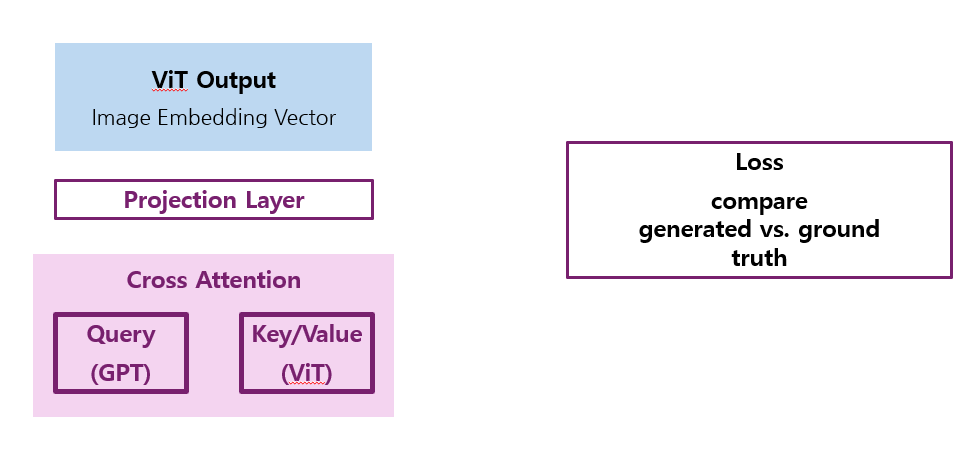 ViT Output
Image Embedding Vector
Projection Layer
Cross Attention
Query
(GPT)
Key/Value
(ViT)
Loss
compare
generated vs. ground
truth